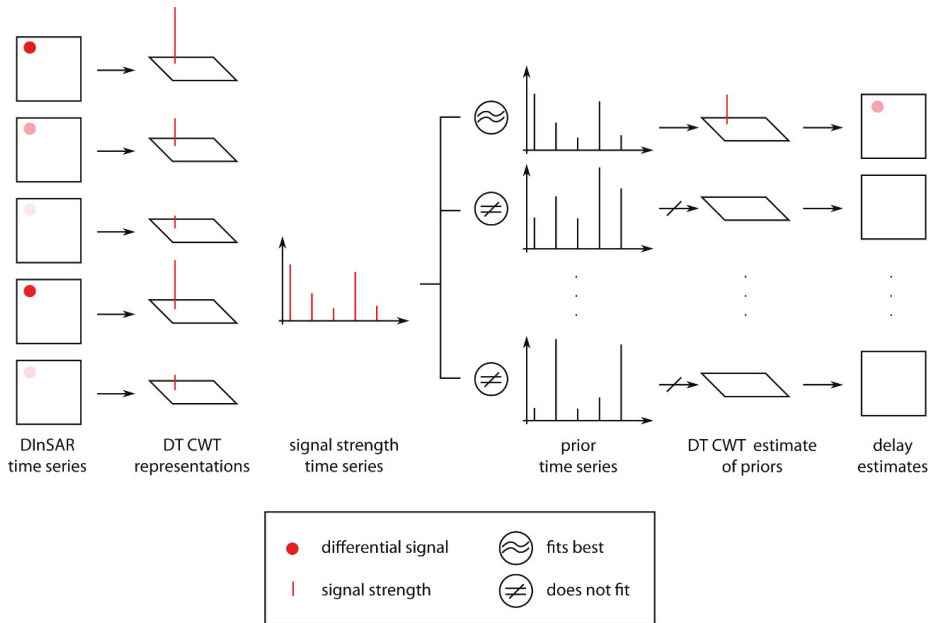 DInSAR
time series
DT CWT
representations
signal strength
time series
prior
time series
DT CWT estimate
of priors
delay
estimates
differential signal
fits best
signal strength
does not fit